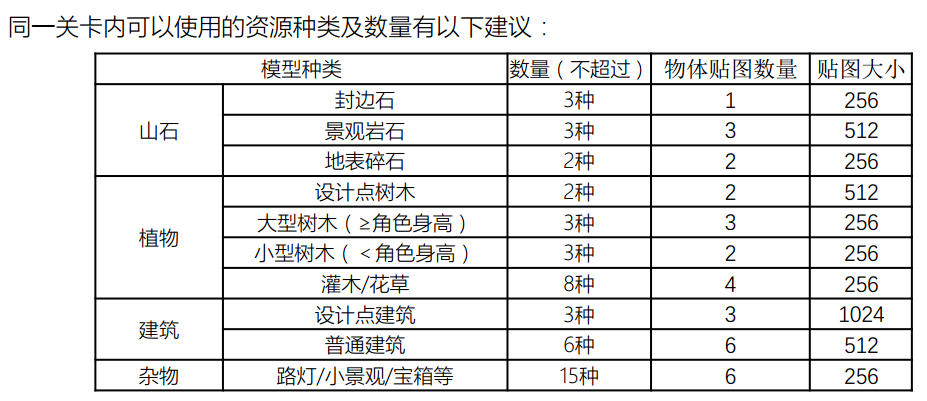 同一关卡内可以使用的资源种类及数量有以下建议：
模型种类 数量（不超过） 物体贴图数量 贴图大小
山石 封边石 3种 1 256
景观岩石 3种 3 512
地表碎石 2种 2 256
植物 设计点树木 2种 2 512
大型树木（≥角色身高） 3种 3 256
小型树木（＜角色身高） 3种 2 256
灌木/花草 8种 4 256
建筑 设计点建筑 3种 3 1024
普通建筑 6种 6 512
杂物 路灯/小景观/宝箱等 15种 6 256